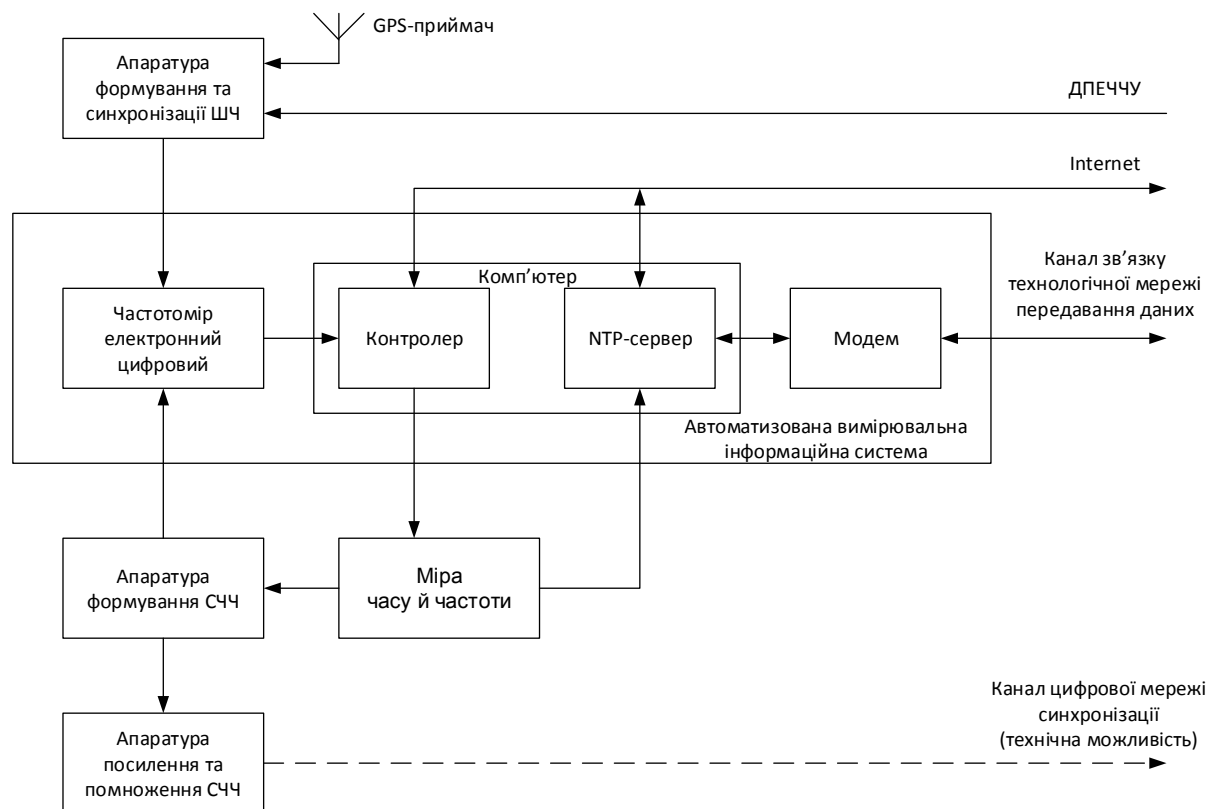 GPS-приймач
Апаратура
формування та
синхронізації ШЧ
ДПЕЧЧУ
Internet
Канал зв’язку
технологічної мережі
передавання даних
Комп’ютер
Частотомір
електронний
цифровий
Контролер
NTP-сервер
Модем
Автоматизована вимірювальна
інформаційна система
Апаратура
формування СЧЧ
Міра
часу й частоти
Канал цифрової мережі
синхронізації
(технічна можливість)
Апаратура
посилення та
помноження СЧЧ